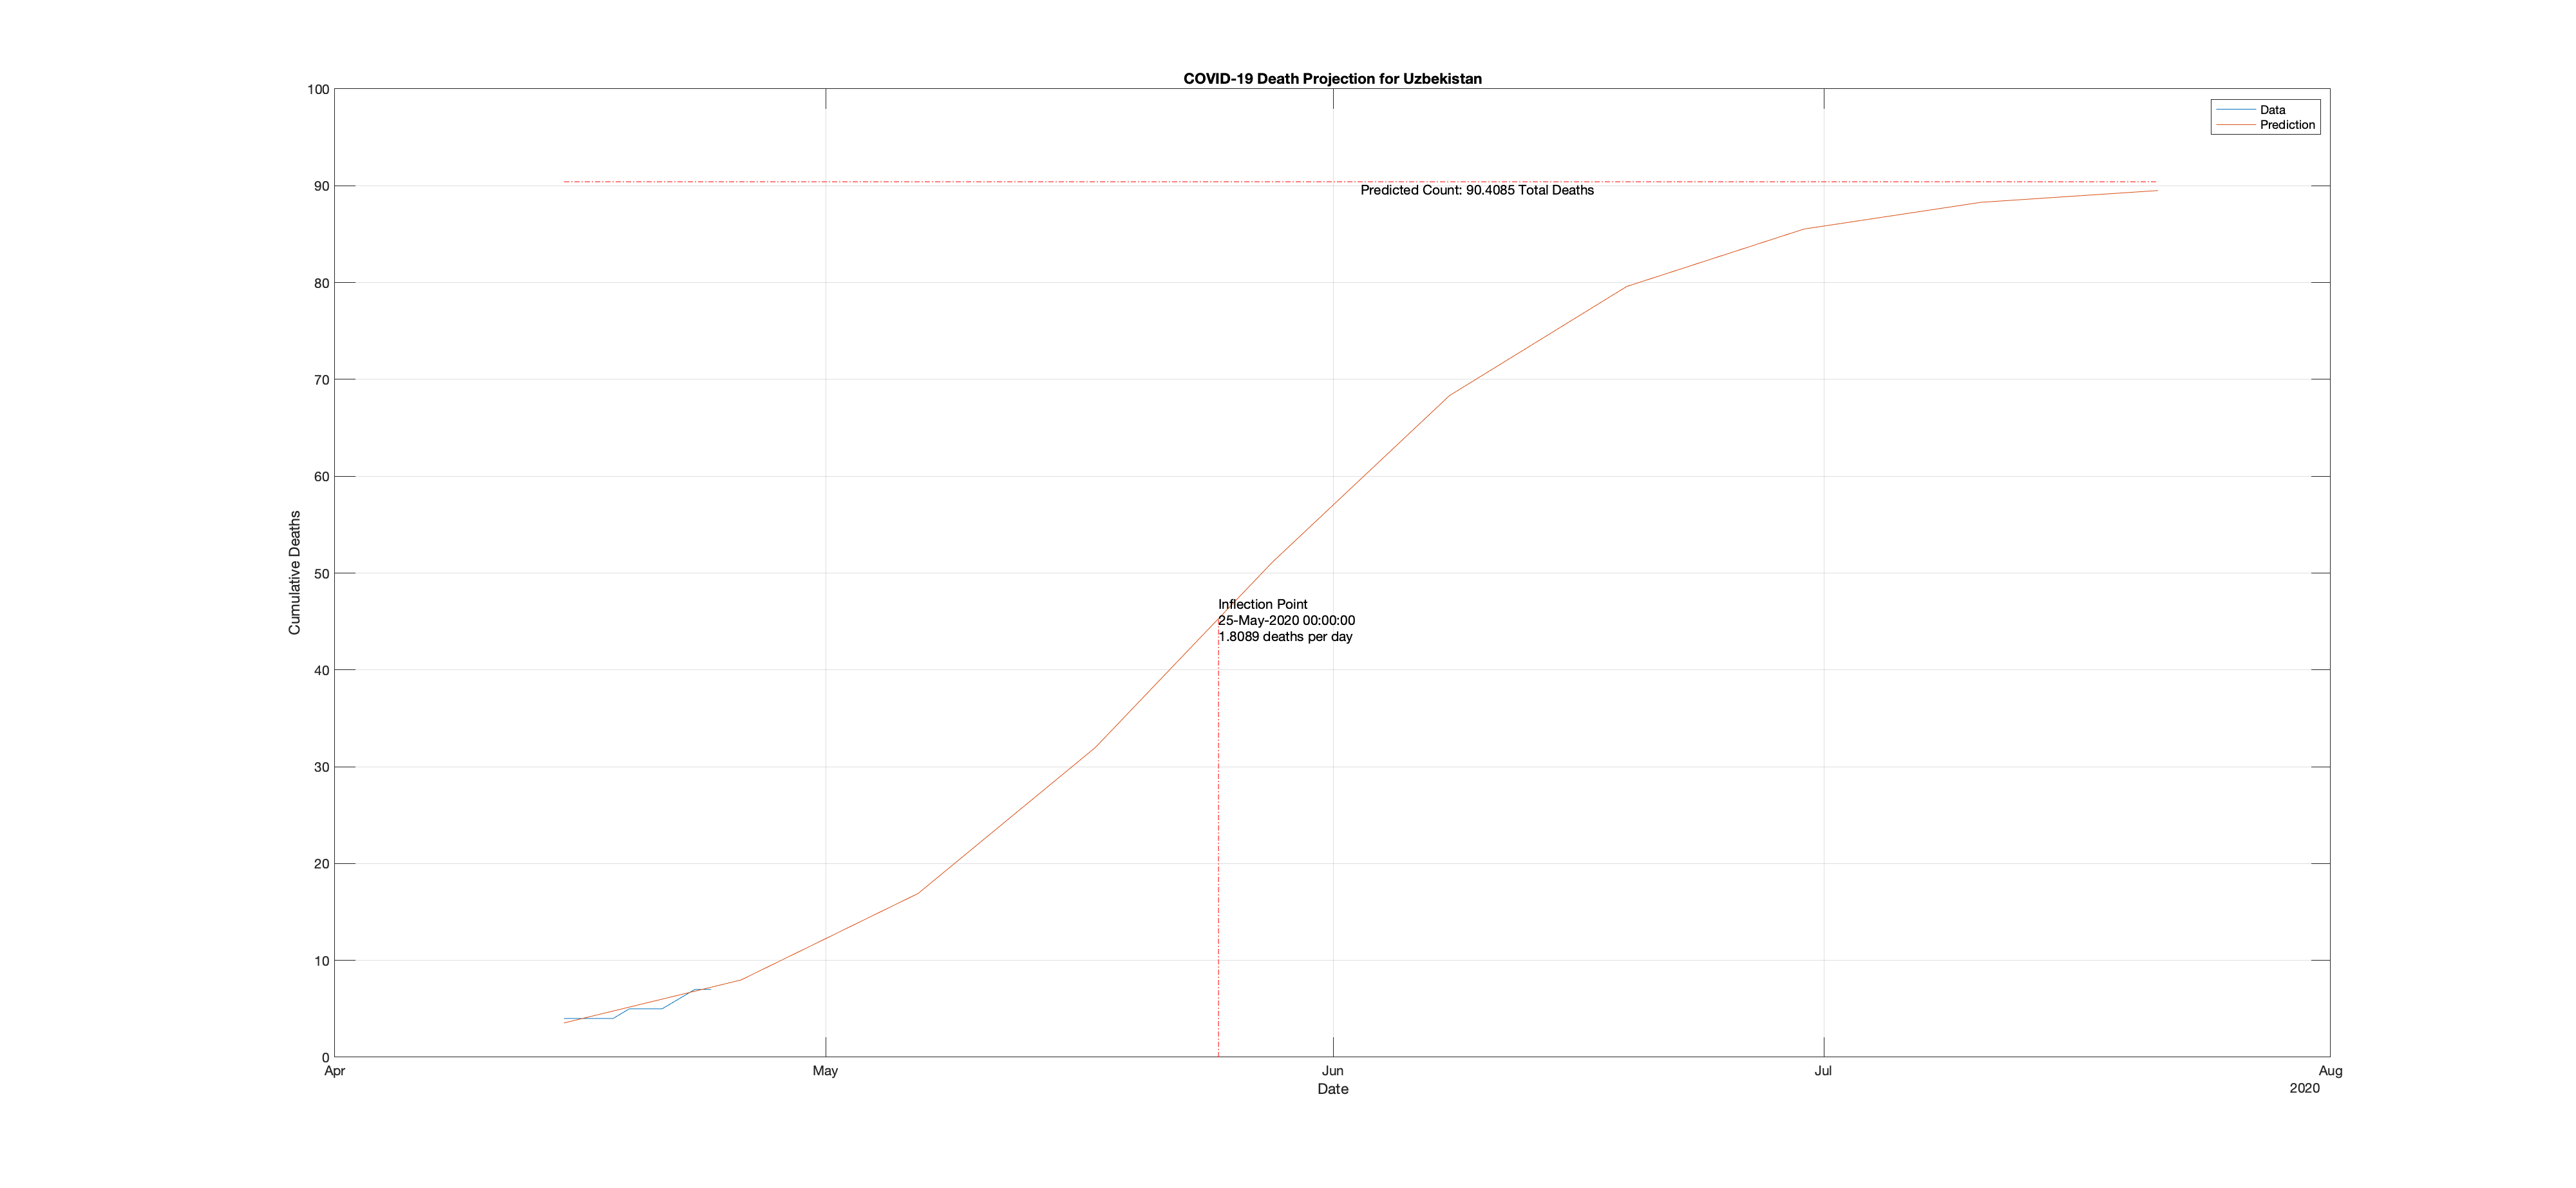 COVID-19 Death Projection for Uzbekistan
100
90
80
70
60
50
40
30
20
10
0
Cumulative Deaths
Data
Prediction
Predicted Count: 90.4085 Total Deaths
Inflection Point
25-May-2020 00:00:00
1.8089 deaths per day
Apr May Jun Jul Aug
Date
2020